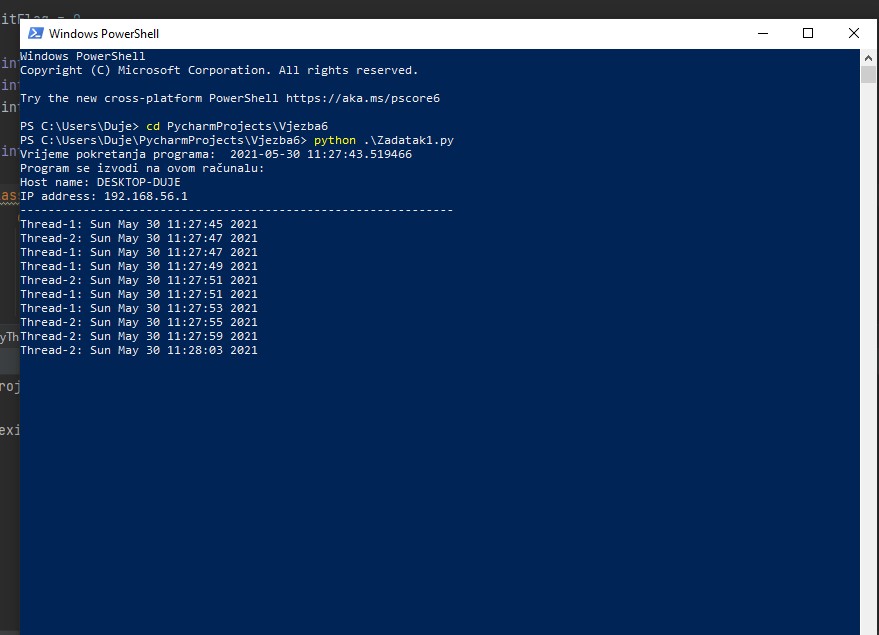 itFlag = 0
Windows PowerShell
Windows PowerShell
Copyright (C) Microsoft Corporation. All rights reserved.
Try the new cross-platform PowerShell https://aka.ms/pscore6
PS C:\Users\Duje> cd PycharmProjects\Vjezba6
PS C:\Users\Duje\PycharmProjects\Vjezba6> python .\Zadatak1.py
Vrijeme pokretanja programa:  2021-05-30 11:27:43.519466
Program se izvodi na ovom računalu:
Host name: DESKTOP-DUJE
IP address: 192.168.56.1
--------------------------------------------------------------
Thread-1: Sun May 30 11:27:45 2021
Thread-2: Sun May 30 11:27:47 2021
Thread-1: Sun May 30 11:27:47 2021
Thread-1: Sun May 30 11:27:49 2021
Thread-2: Sun May 30 11:27:51 2021
Thread-1: Sun May 30 11:27:51 2021
Thread-1: Sun May 30 11:27:53 2021
Thread-2: Sun May 30 11:27:55 2021
Thread-2: Sun May 30 11:27:59 2021
Thread-2: Sun May 30 11:28:03 2021